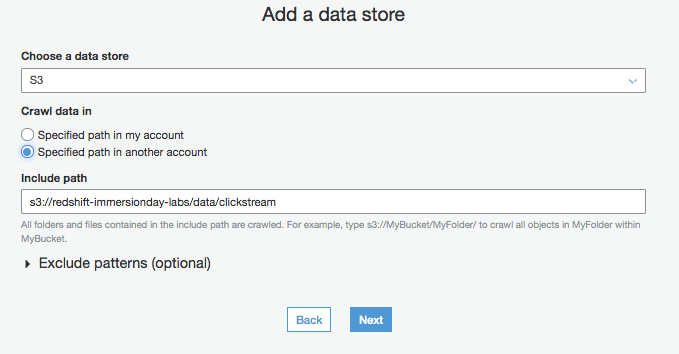 Add a data store
Choose a data store
S3
Crawl data in
Specified path in my account
Specified path in another account
Include path
s3://redshift-immersionday-labs/data/clickstream
All folders and files contained in the include path are crawled. For example, type s3://MyBucket/MyFolder/ to crawl all objects in MyFolder within
MyBucket.
Exclude patterns (optional)
Back Next